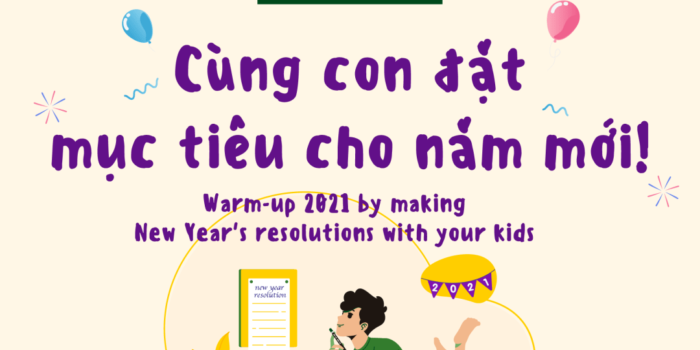 Cùng con đặt
mục tiêu cho năm mới!
Warm-up 2021 by making
New Year's resolutions with your kids
new year
resolution
2021